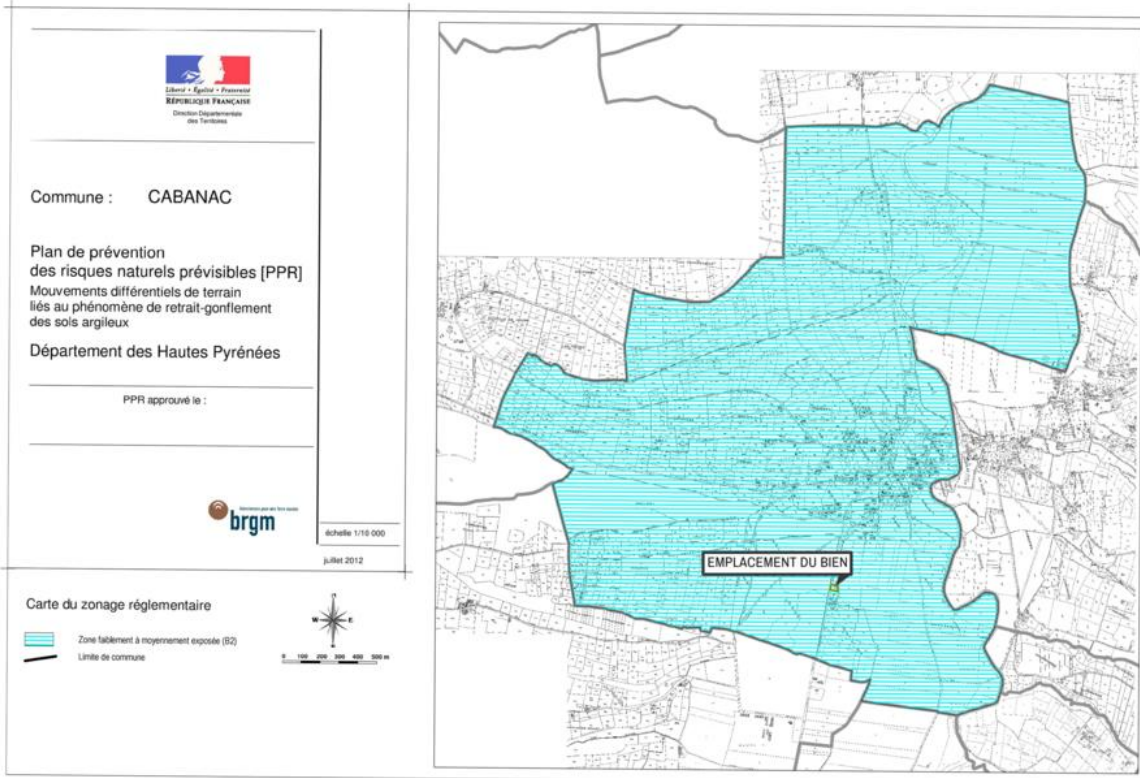 Liberté • Égalité • Fraternité
RÉPUBLIQUE FRANÇAISE
Direction Départementale
des Territoires
Commune : CABANAC
Plan de prévention
des risques naturels prévisibles [PPR]
Mouvements différentiels de terrain
liés au phénomène de retrait-gonflement
des sols argileux
Département des Hautes Pyrénées
PPR approuvé le :
brgm
échelle 1/10 000
juillet 2012
Carte du zonage réglementaire
Zone faiblement à moyennement exposée (B2)
Limite de commune
W E
0 100 200 300 400 500 m
EMPLACEMENT DU BIEN